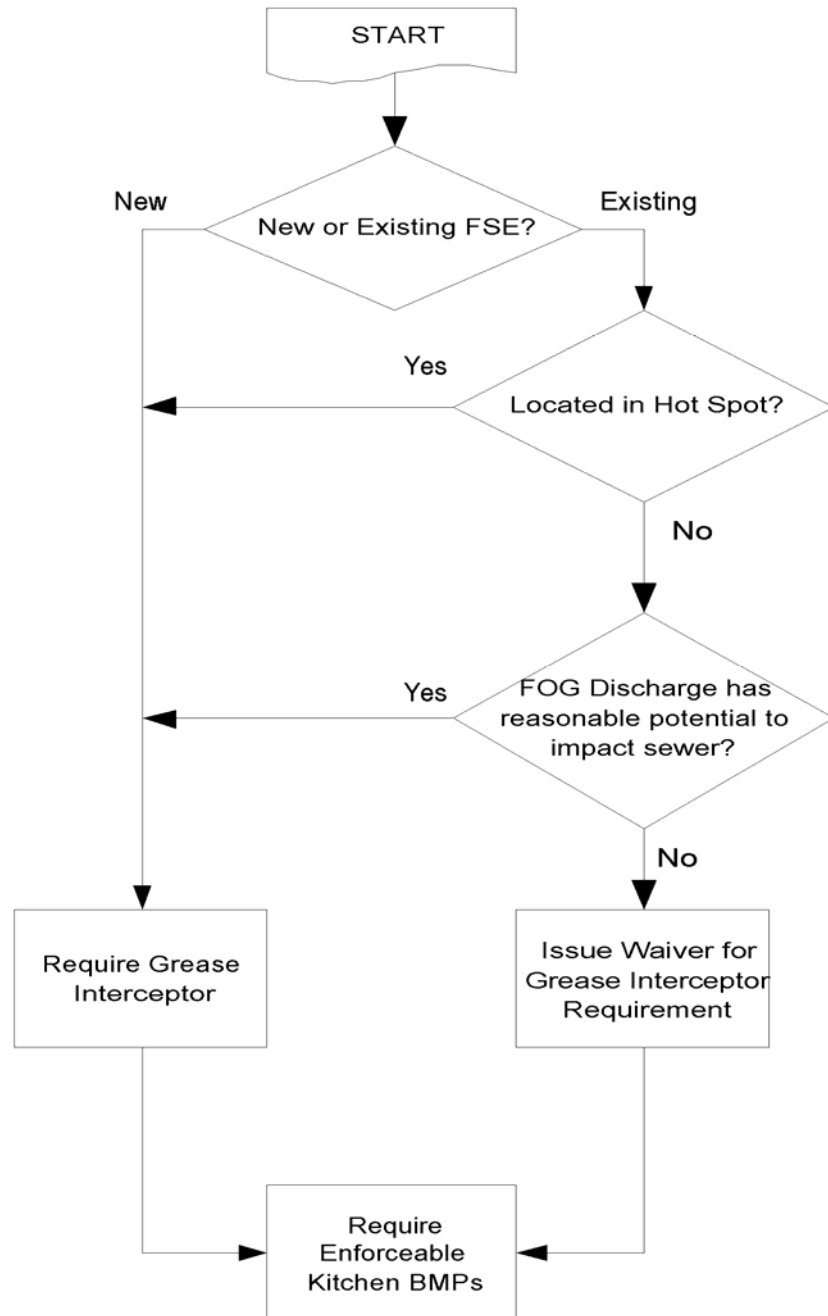 START
New
New or Existing FSE?
Existing
Yes
Located in Hot Spot?
No
Yes
FOG Discharge has
reasonable potential to
impact sewer?
No
Require Grease
Interceptor
Issue Waiver for
Grease Interceptor
Requirement
Require
Enforceable
Kitchen BMPs